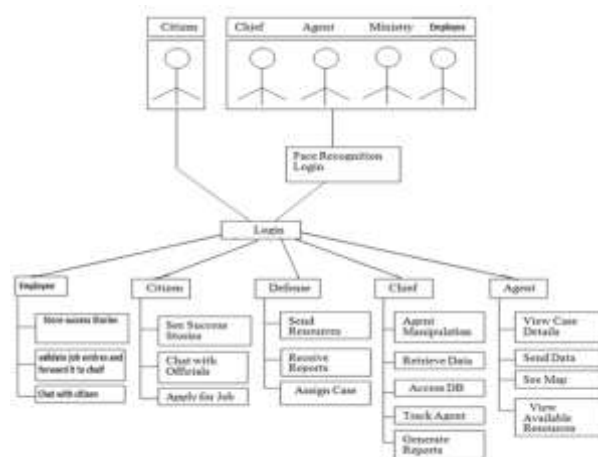 Citizen
Chief Agent Ministry Employee
Face Recognition
Login
Login
Employee
Citizen
Defense
Chief
Agent
Store success Stories
validate job entries and
forward it to cheif
Chat with citizen
See Success
Stories
Chat with
Officials
Apply for Job
Send
Resources
Receive
Reports
Assign Case
Agent
Manipulation
Retrieve Data
Access DB
Track Agent
Generate
Reports
View Case
Details
Send Data
See Map
View
Available
Resources